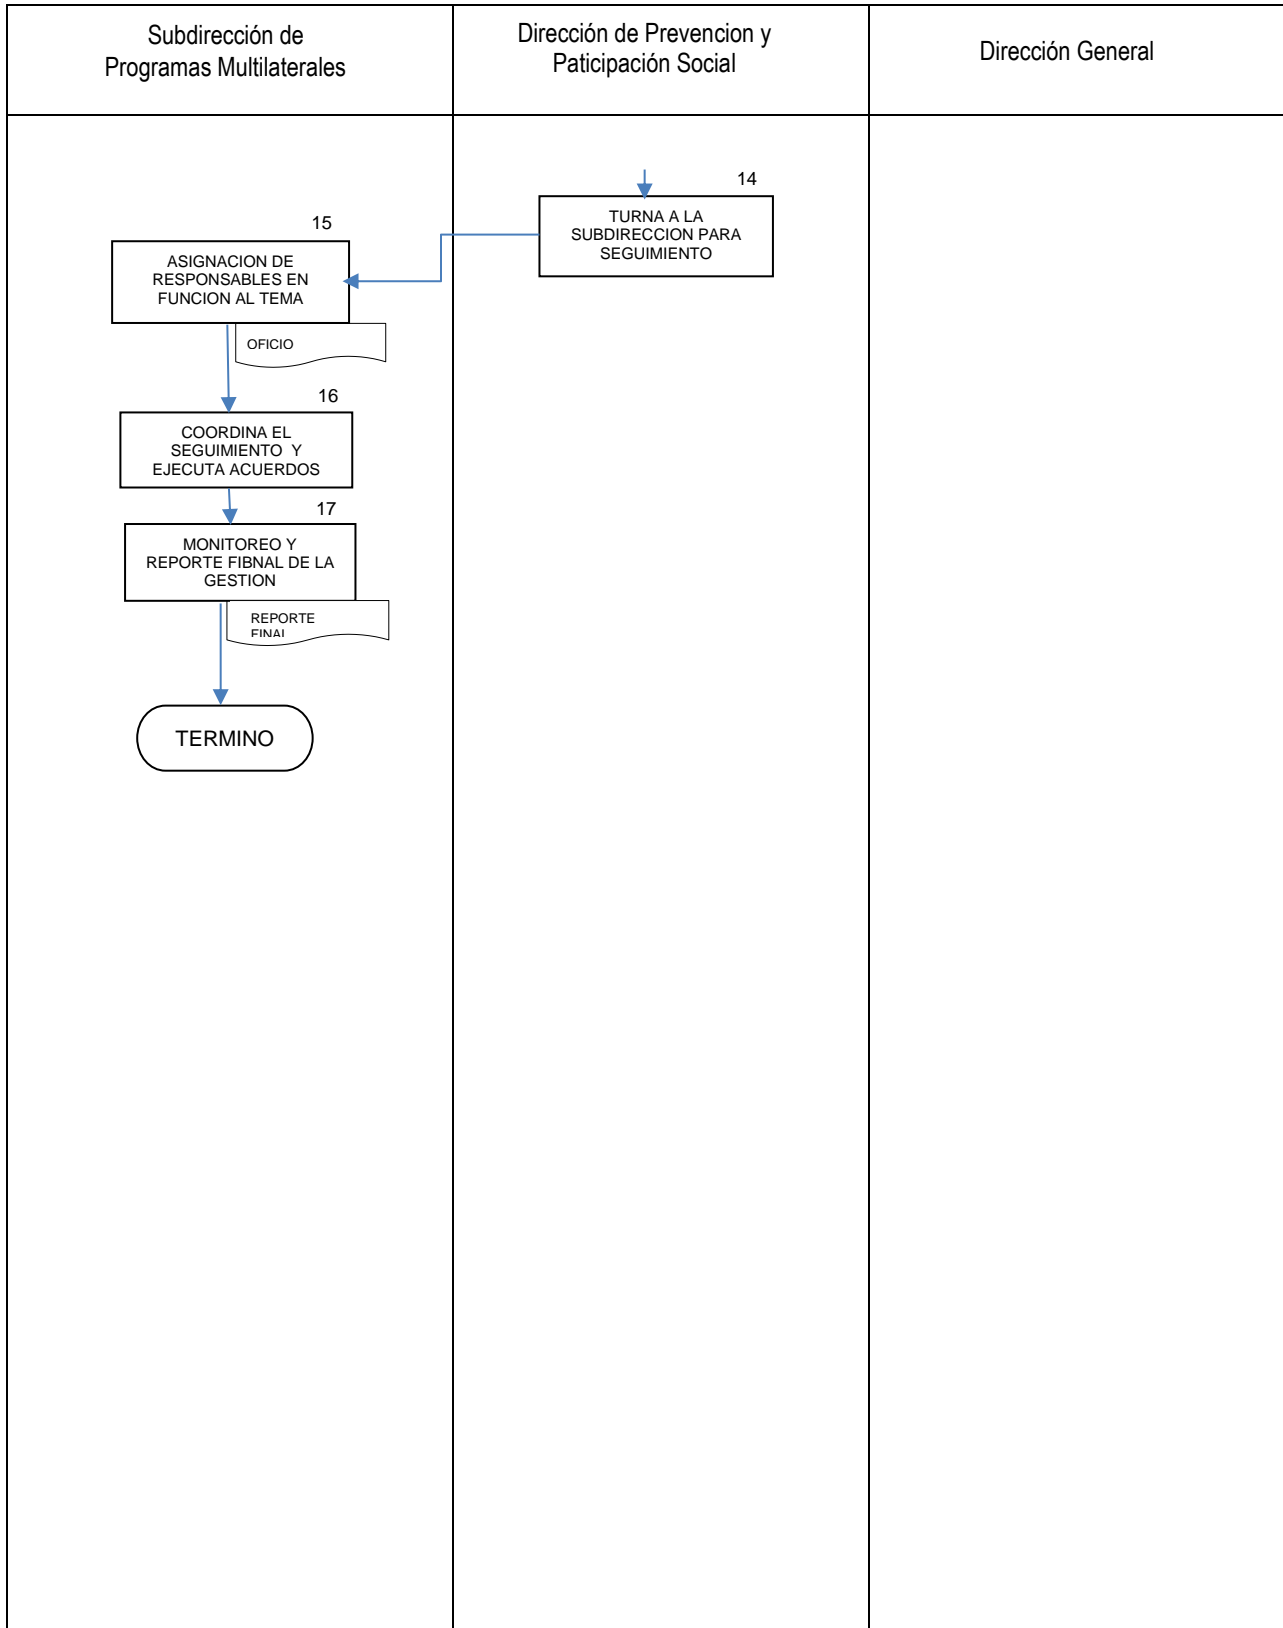 Subdirección de
Programas Multilaterales
Dirección de Prevencion y
Paticipación Social
Dirección General
14
TURNA A LA
SUBDIRECCION PARA
SEGUIMIENTO
15
ASIGNACION DE
RESPONSABLES EN
FUNCION AL TEMA
OFICIO
16
COORDINA EL
SEGUIMIENTO Y
EJECUTA ACUERDOS
17
MONITOREO Y
REPORTE FIBNAL DE LA
GESTION
REPORTE
FINAL
TERMINO